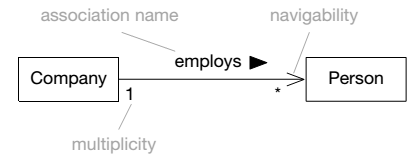 association name
navigability
employs
Company
Person
1
*
multiplicity